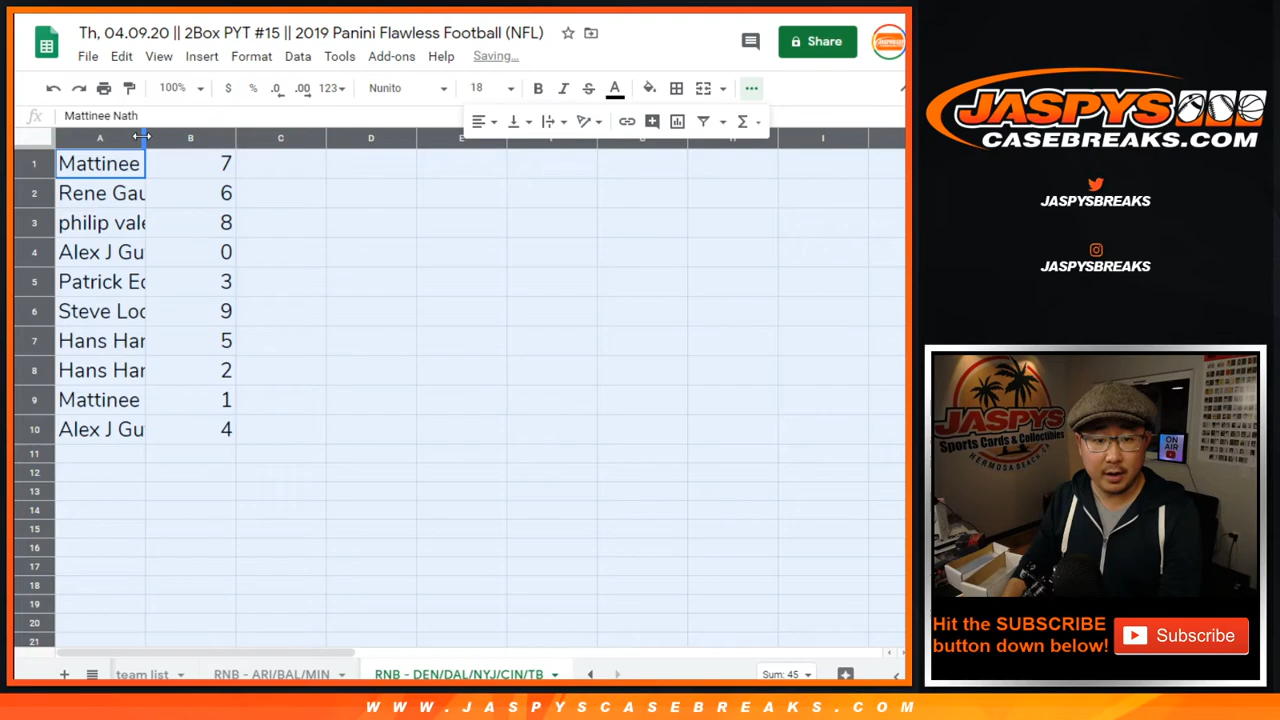 Th, 04.09.20 || 2Box PYT #15 || 2019 Panini Flawless Football (NFL)
File Edit View Insert Format Data Tools Add-ons Help Saving...
Share
100% $ % .0 .00 123 Nunito 18 B I S A
fx Mattinee Nath
A B C D I
1 Mattinee 7
2 Rene Gau 6
3 philip vale 8
4 Alex J Gu 0
5 Patrick Ed 3
6 Steve Loc 9
7 Hans Har 5
8 Hans Har 2
9 Mattinee 1
10 Alex J Gu 4
11
12
13
14
15
16
17
18
19
20
21
team list RNB - ARI/BAL/MIN RNB - DEN/DAL/NYJ/CIN/TB Sum: 45
JASPYS
CASEBREAKS.COM
JASPYSBREAKS
JASPYSBREAKS
JASPYS
Sports Cards & Collectibles
HERMOSA BEACH, CA
ON AIR
Hit the SUBSCRIBE
button down below!
Subscribe
WWW.JASPYSCASEBREAKS.COM